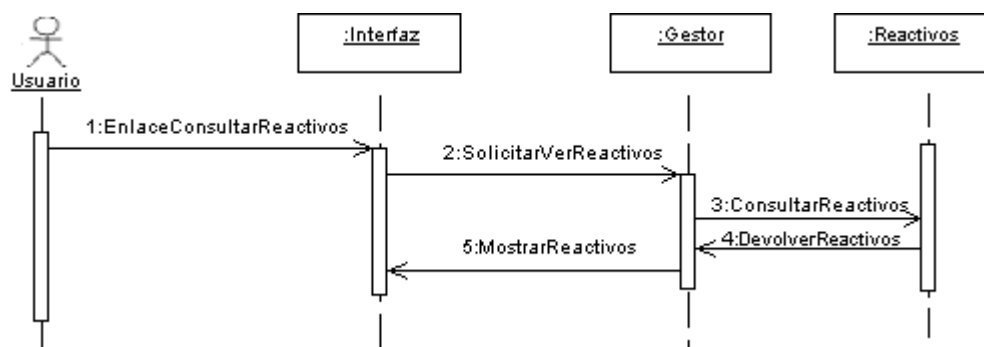 :Interfaz
:Gestor
:Reactivos
Usuario
1:EnlaceConsultarReactivos
2:SolicitarVerReactivos
3:ConsultarReactivos
4:DevolverReactivos
5:MostrarReactivos